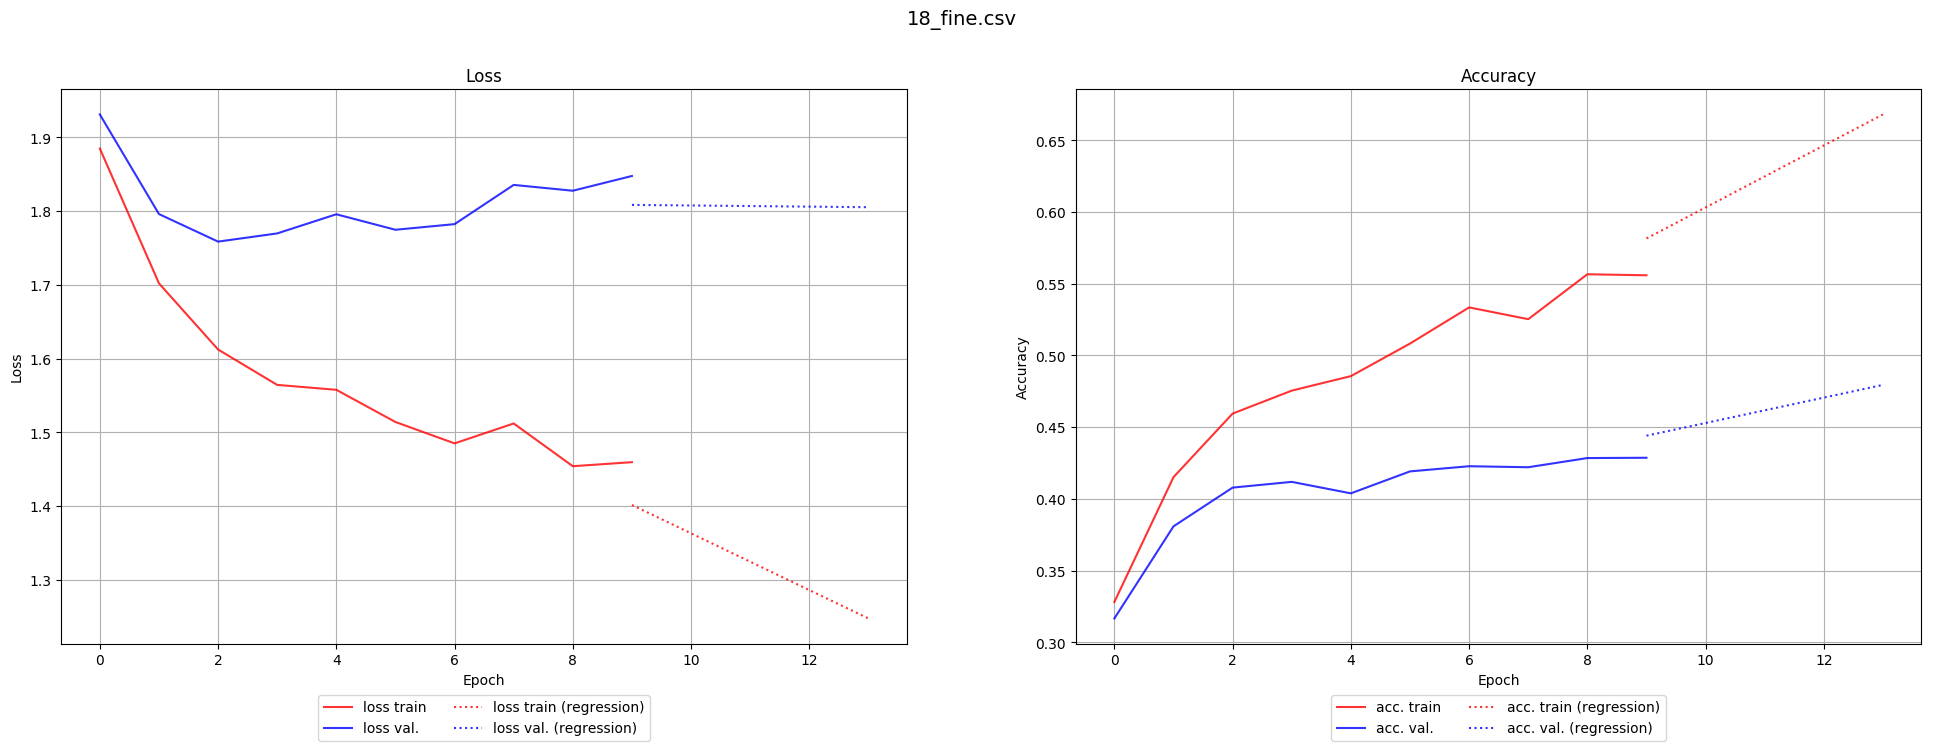 18_fine.csv
Loss
Loss
1.9
1.8
1.7
1.6
1.5
1.4
1.3
0 2 4 6 8 10 12
Epoch
loss train
loss val.
loss train (regression)
loss val. (regression)
Accuracy
Accuracy
0.65
0.60
0.55
0.50
0.45
0.40
0.35
0.30
0 2 4 6 8 10 12
Epoch
acc. train
acc. val.
acc. train (regression)
acc. val. (regression)